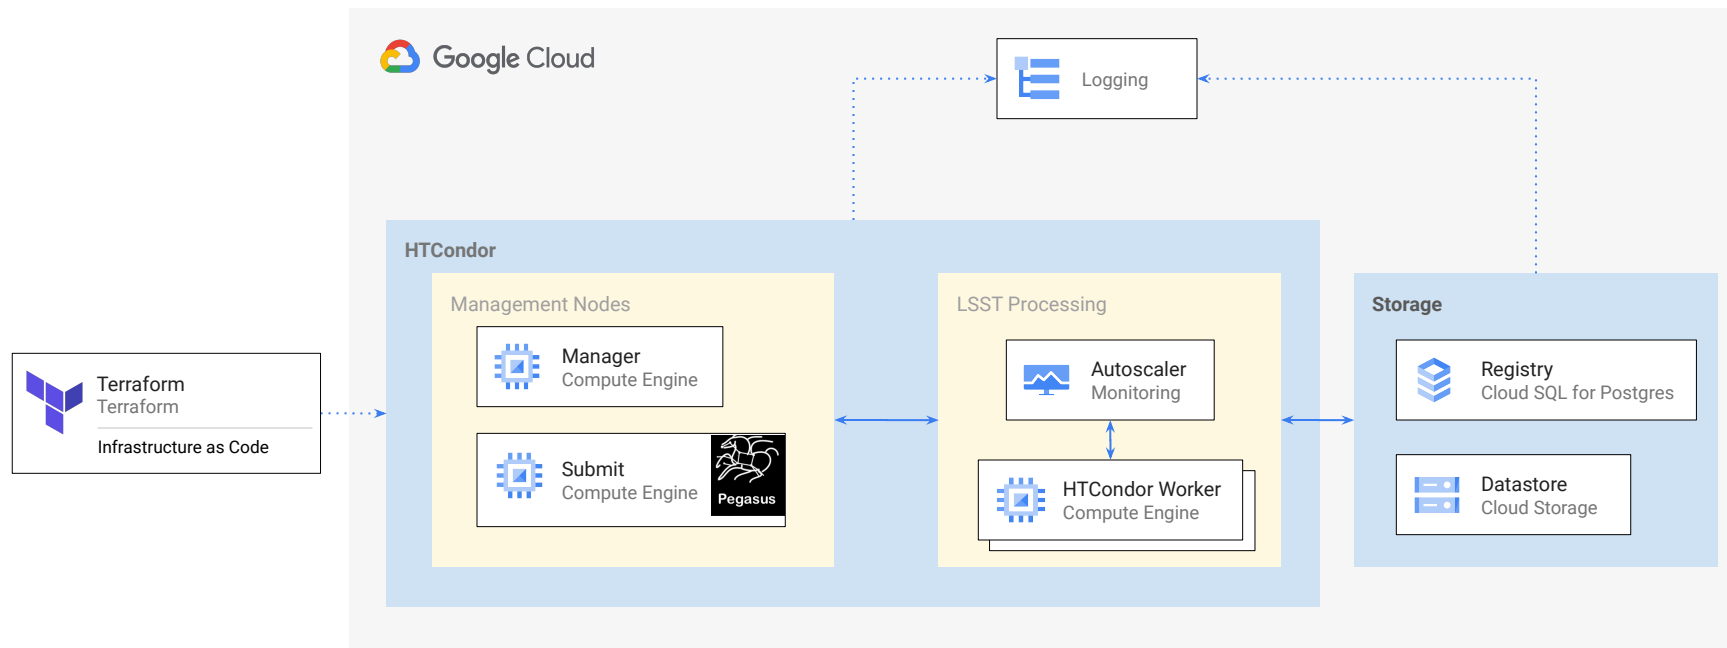 Google Cloud
Logging
HTCondor
Management Nodes
Manager
Compute Engine
Submit
Compute Engine
Pegasus
LSST Processing
Autoscaler
Monitoring
HTCondor Worker
Compute Engine
Storage
Registry
Cloud SQL for Postgres
Datastore
Cloud Storage
Terraform
Terraform
Infrastructure as Code